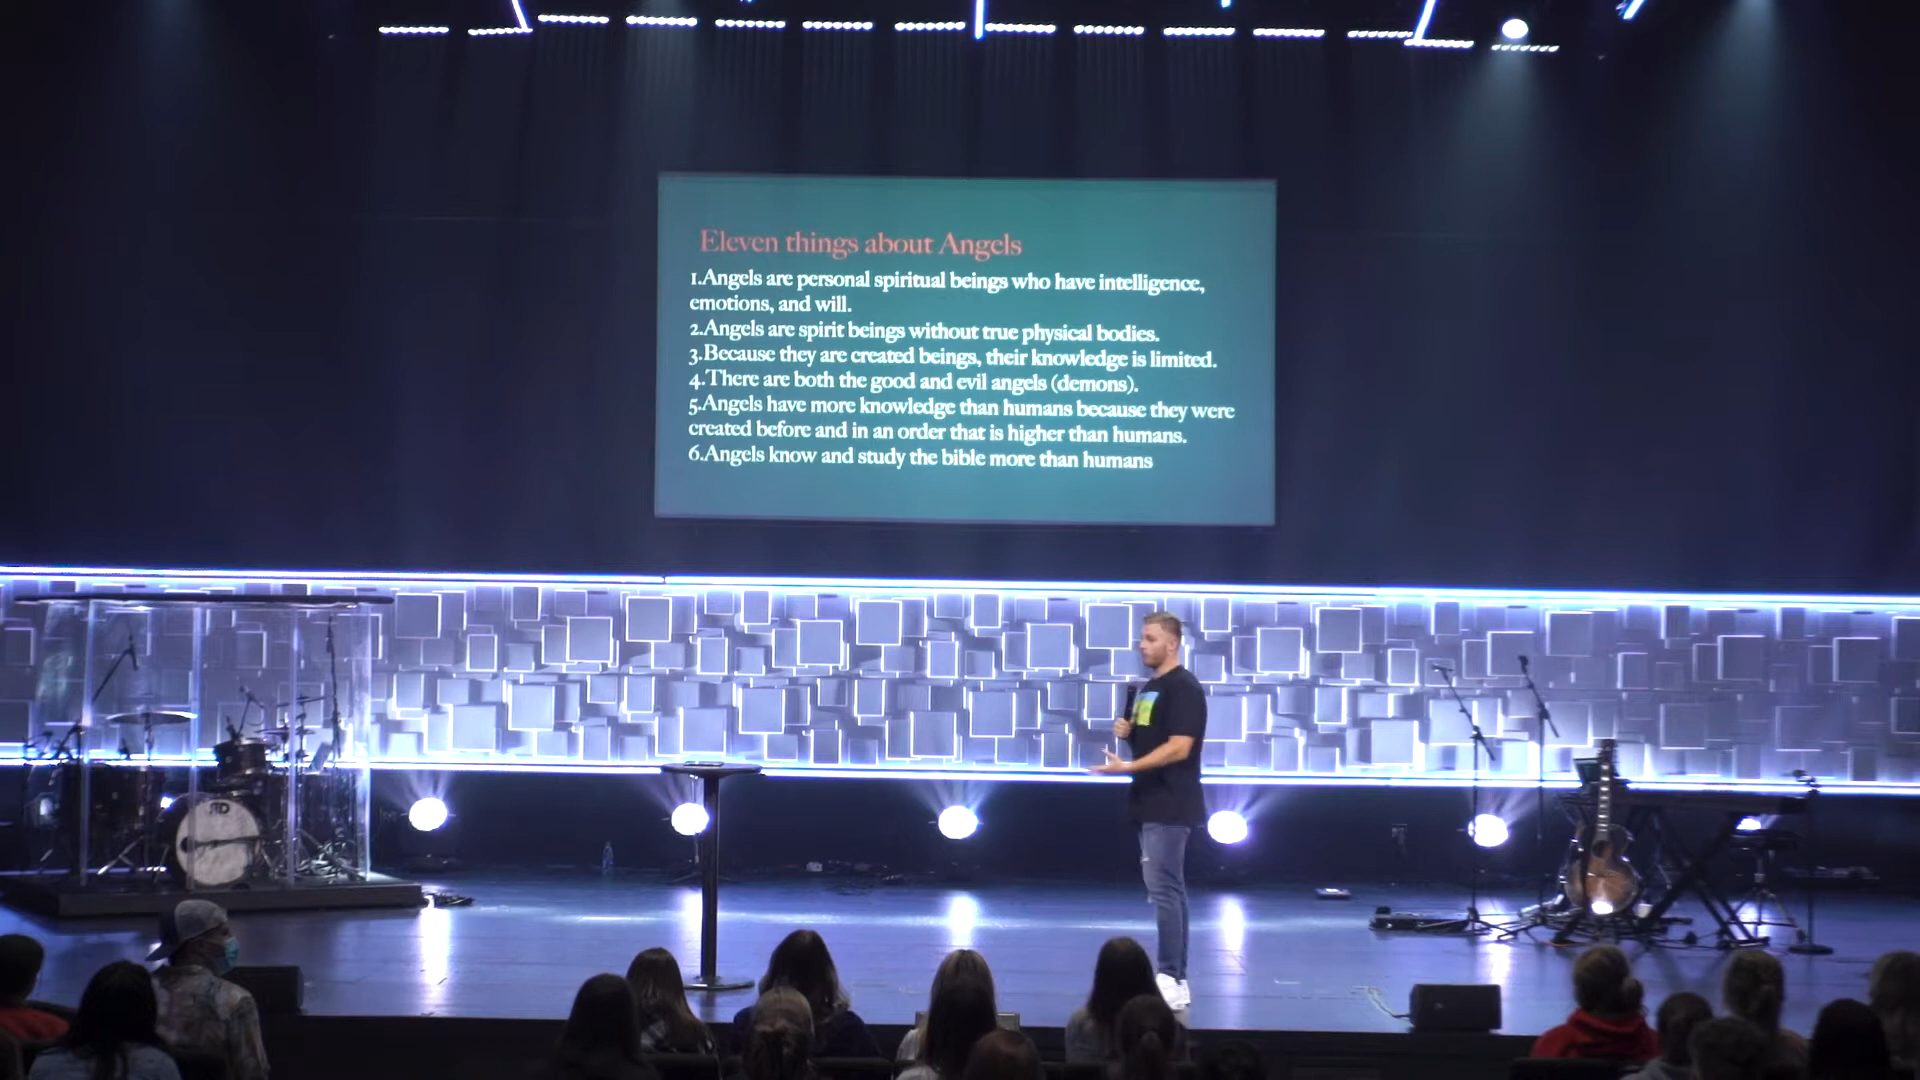 Eleven things about Angels
1.Angels are personal spiritual beings who have intelligence,
emotions, and will.
2.Angels are spirit beings without true physical bodies.
3.Because they are created beings, their knowledge is limited.
4.There are both the good and evil angels (demons).
5.Angels have more knowledge than humans because they were
created before and in an order that is higher than humans.
6.Angels know and study the bible more than humans